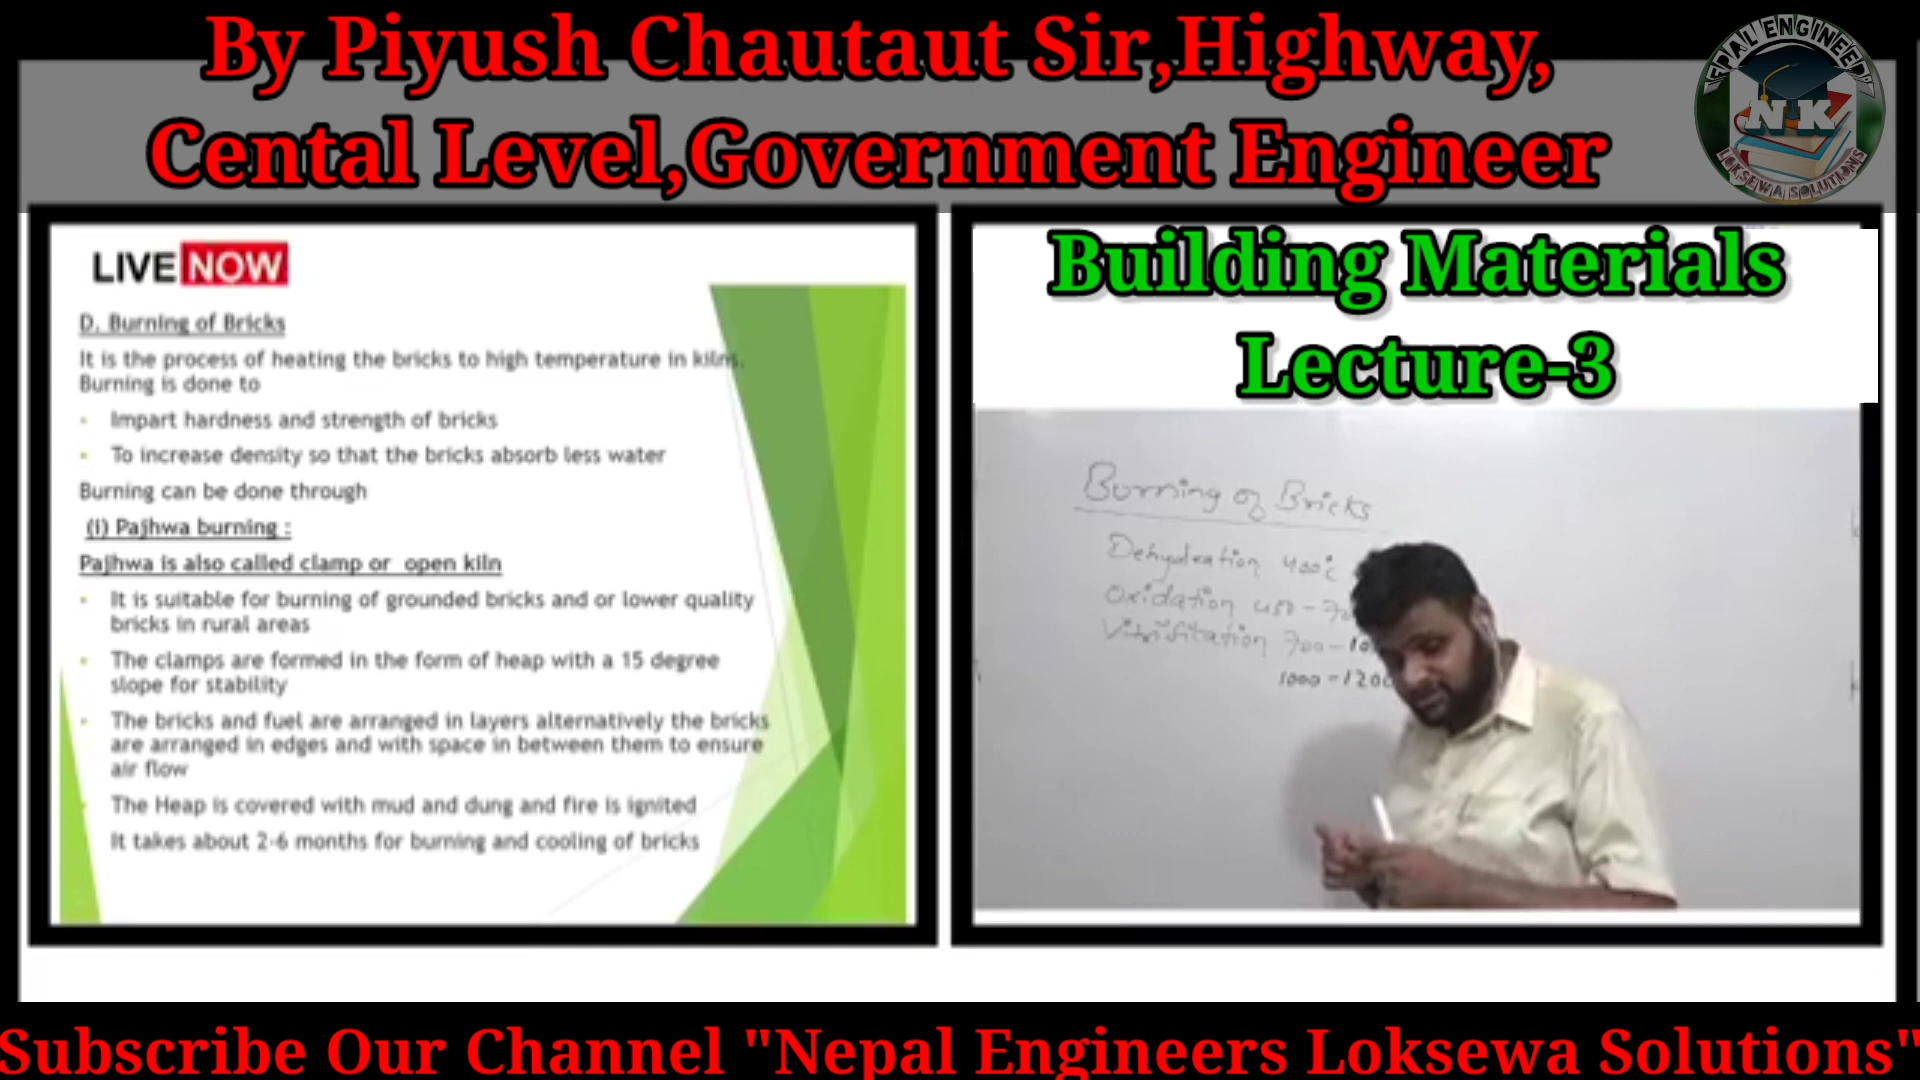 By Piyush Chautaut Sir,Highway,
Cental Level,Government Engineer
NEPAL ENGINEERS
NK
LOKSEWA SOLUTIONS
LIVE NOW
D. Burning of Bricks
It is the process of heating the bricks to high temperature in kilns.
Burning is done to
Impart hardness and strength of bricks
To increase density so that the bricks absorb less water
Burning can be done through
(i) Pajhwa burning :
Pajhwa is also called clamp or open kiln
It is suitable for burning of grounded bricks and or lower quality
bricks in rural areas
The clamps are formed in the form of heap with a 15 degree
slope for stability
The bricks and fuel are arranged in layers alternatively the bricks
are arranged in edges and with space in between them to ensure
air flow
The Heap is covered with mud and dung and fire is ignited
It takes about 2-6 months for burning and cooling of bricks
Building Materials
Lecture-3
Burning of Bricks
Dehydration 400°c
Oxidation 450-
Vitrification 700-
1000-1200
Subscribe Our Channel "Nepal Engineers Loksewa Solutions"